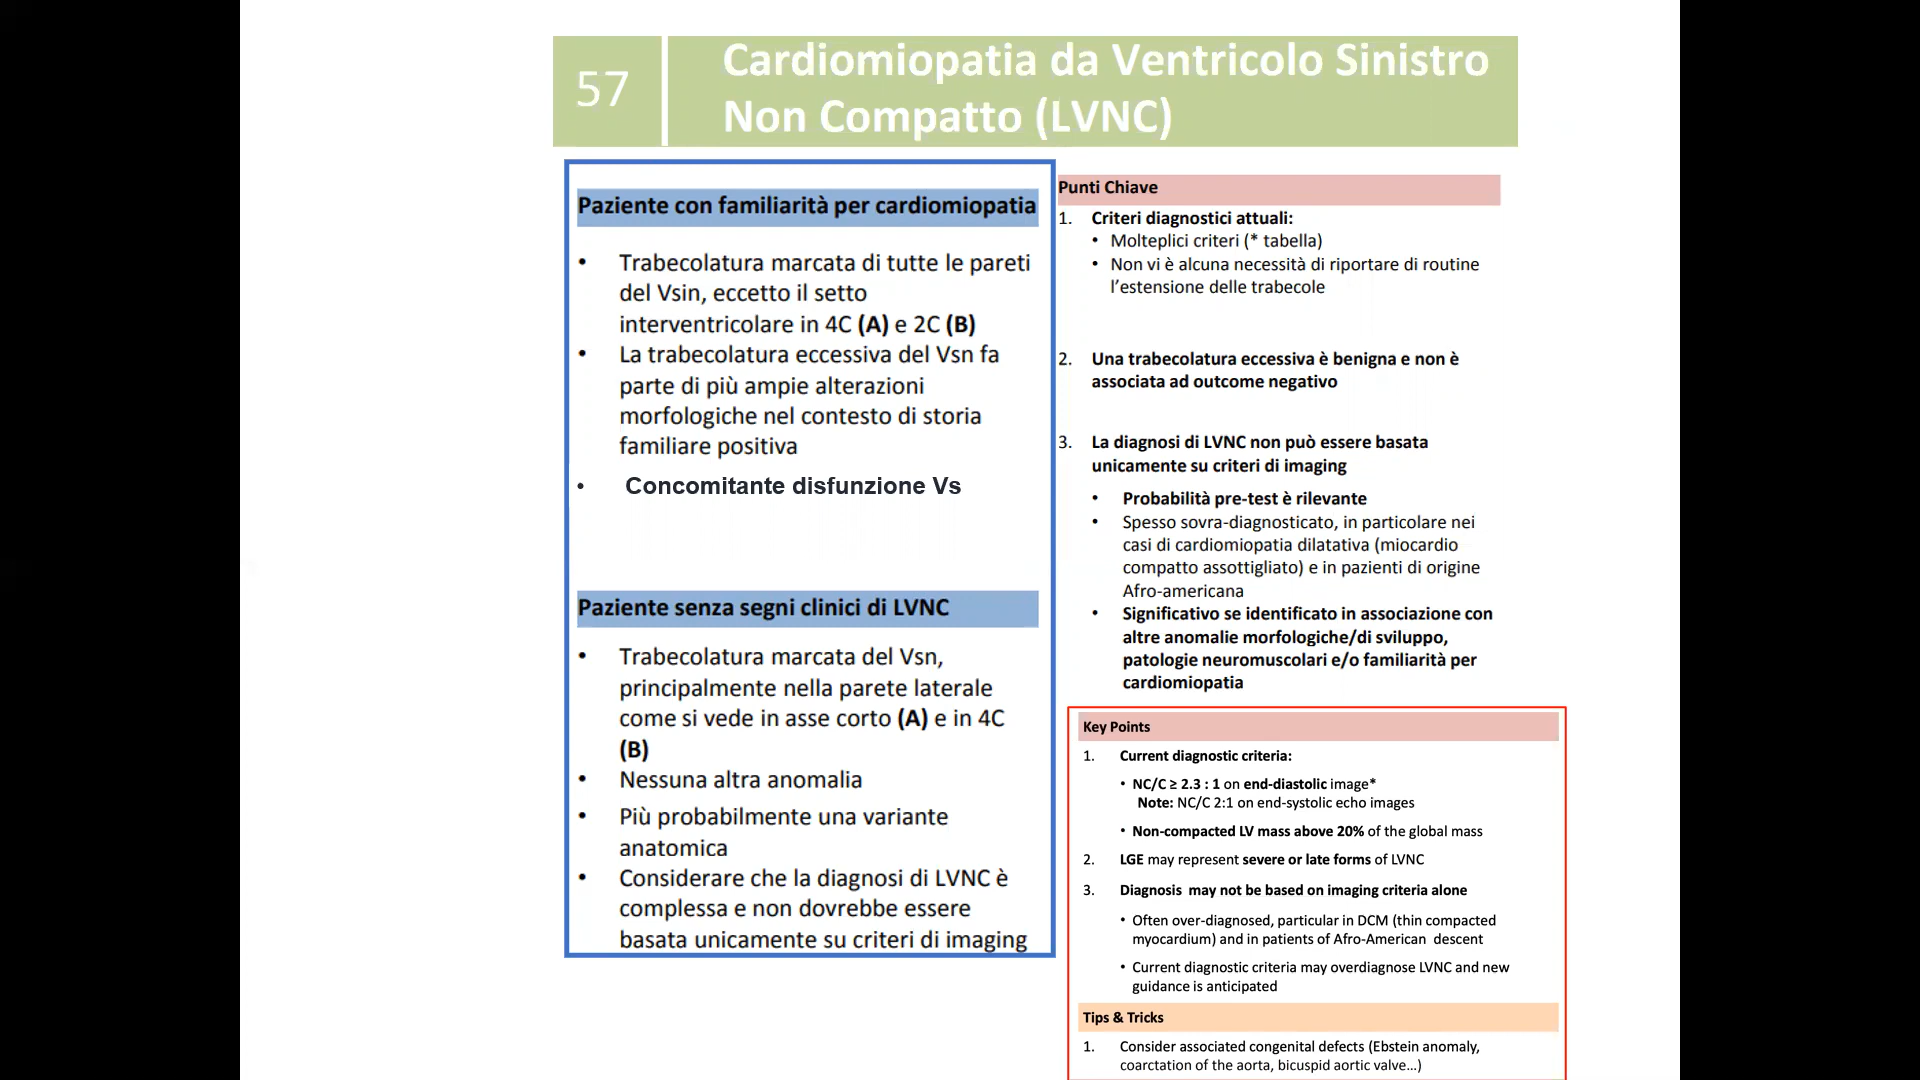 57
Cardiomiopatia da Ventricolo Sinistro
Non Compatto (LVNC)
Paziente con familiarità per cardiomiopatia
• Trabecolatura marcata di tutte le pareti
del Vsin, eccetto il setto
interventricolare in 4C (A) e 2C (B)
• La trabecolatura eccessiva del Vsn fa
parte di più ampie alterazioni
morfologiche nel contesto di storia
familiare positiva
• Concomitante disfunzione Vs
Paziente senza segni clinici di LVNC
• Trabecolatura marcata del Vsn,
principalmente nella parete laterale
come si vede in asse corto (A) e in 4C
(B)
• Nessuna altra anomalia
• Più probabilmente una variante
anatomica
• Considerare che la diagnosi di LVNC è
complessa e non dovrebbe essere
basata unicamente su criteri di imaging
Punti Chiave
1. Criteri diagnostici attuali:
• Molteplici criteri (* tabella)
• Non vi è alcuna necessità di riportare di routine
l'estensione delle trabecole
2. Una trabecolatura eccessiva è benigna e non è
associata ad outcome negativo
3. La diagnosi di LVNC non può essere basata
unicamente su criteri di imaging
• Probabilità pre-test è rilevante
• Spesso sovra-diagnosticato, in particolare nei
casi di cardiomiopatia dilatativa (miocardio
compatto assottigliato) e in pazienti di origine
Afro-americana
• Significativo se identificato in associazione con
altre anomalie morfologiche/di sviluppo,
patologie neuromuscolari e/o familiarità per
cardiomiopatia
Key Points
1. Current diagnostic criteria:
• NC/C ≥ 2.3 : 1 on end-diastolic image*
Note: NC/C 2:1 on end-systolic echo images
• Non-compacted LV mass above 20% of the global mass
2. LGE may represent severe or late forms of LVNC
3. Diagnosis may not be based on imaging criteria alone
• Often over-diagnosed, particular in DCM (thin compacted
myocardium) and in patients of Afro-American descent
• Current diagnostic criteria may overdiagnose LVNC and new
guidance is anticipated
Tips & Tricks
1. Consider associated congenital defects (Ebstein anomaly,
coarctation of the aorta, bicuspid aortic valve…)